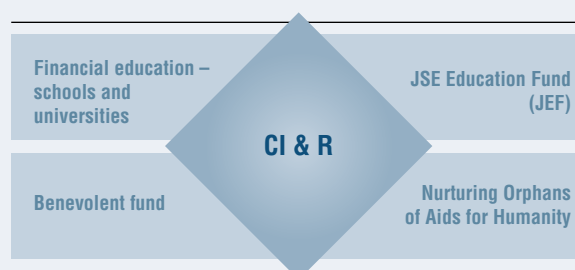 Financial education –
schools and
universities
JSE Education Fund
(JEF)
CI & R
Benevolent fund
Nurturing Orphans
of Aids for Humanity